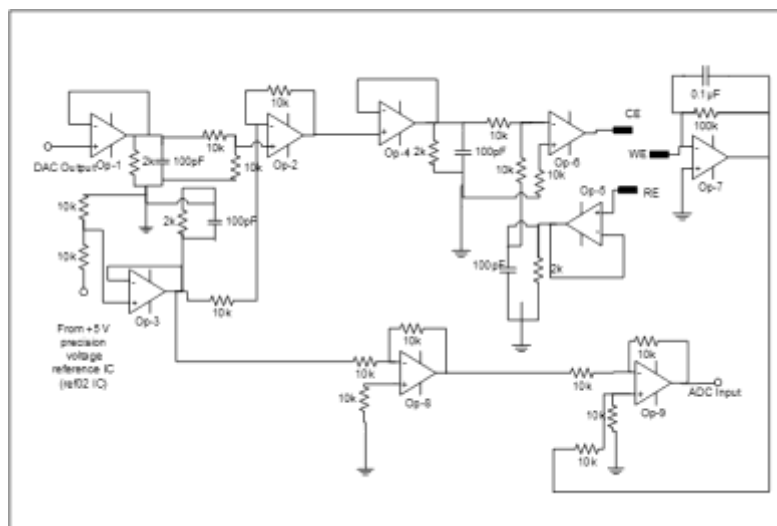 0.1µF
10k
CE
100k
Op-1
DAC Output
2k
100pF
10k
10k
Op-2
Op-4
2k
100pF
10k
10k
10k
Op-6
WE
Op-7
10k
10k
2k
100pF
Op-5
RE
100pF
2k
Op-3
10k
From +5 V
precision
voltage
reference IC
(ref02 IC)
10k
10k
10k
Op-8
10k
10k
10k
10k
Op-9
ADC Input